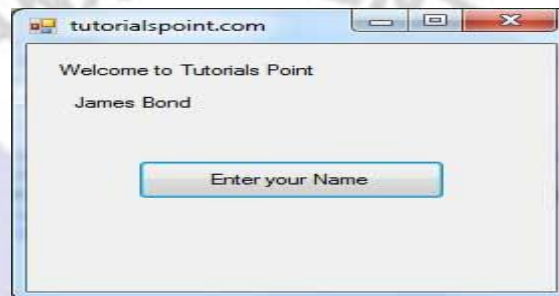 tutorialspoint.com
Welcome to Tutorials Point
James Bond
Enter your Name